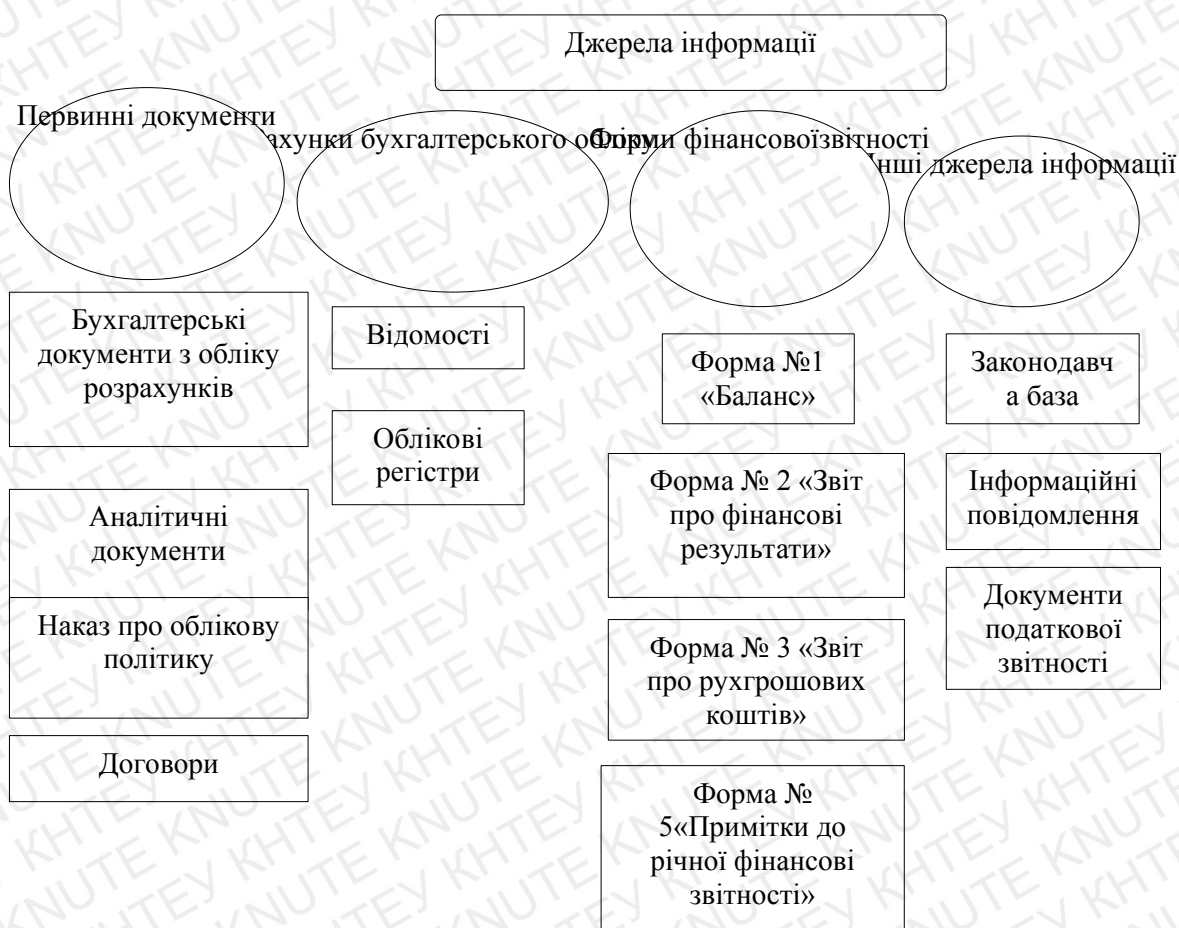 Джерела інформації
Первинні документи
ахунки бухгалтерського обліку
Форми фінансовоїзвітності
Інші джерела інформації
Бухгалтерські
документи з обліку
розрахунків
Аналітичні
документи
Наказ про облікову
політику
Договори
Відомості
Облікові
регістри
Форма №1
«Баланс»
Форма № 2 «Звіт
про фінансові
результати»
Форма № 3 «Звіт
про рухгрошових
коштів»
Форма №
5«Примітки до
річної фінансові
звітності»
Законодавч
а база
Інформаційні
повідомлення
Документи
податкової
звітності